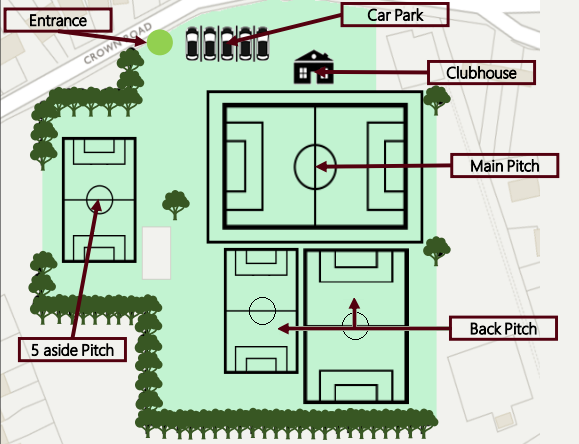 Entrance
Car Park
CROWN ROAD
Clubhouse
Main Pitch
Back Pitch
5 aside Pitch